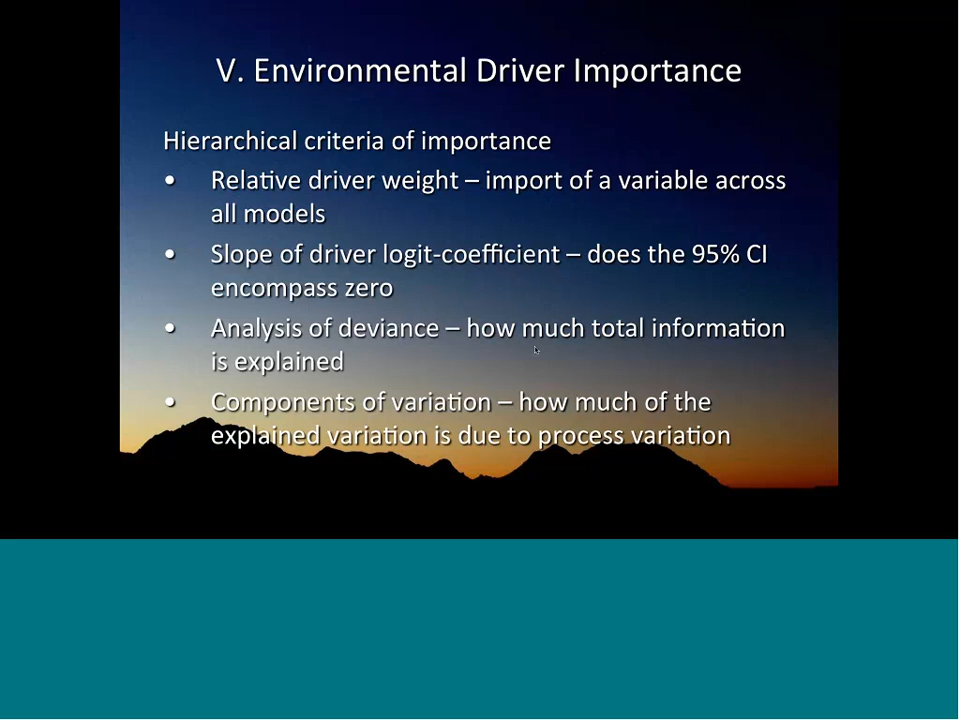 V. Environmental Driver Importance
Hierarchical criteria of importance
• Relative driver weight – import of a variable across
all models
• Slope of driver logit-coefficient – does the 95% CI
encompass zero
• Analysis of deviance – how much total information
is explained
• Components of variation – how much of the
explained variation is due to process variation